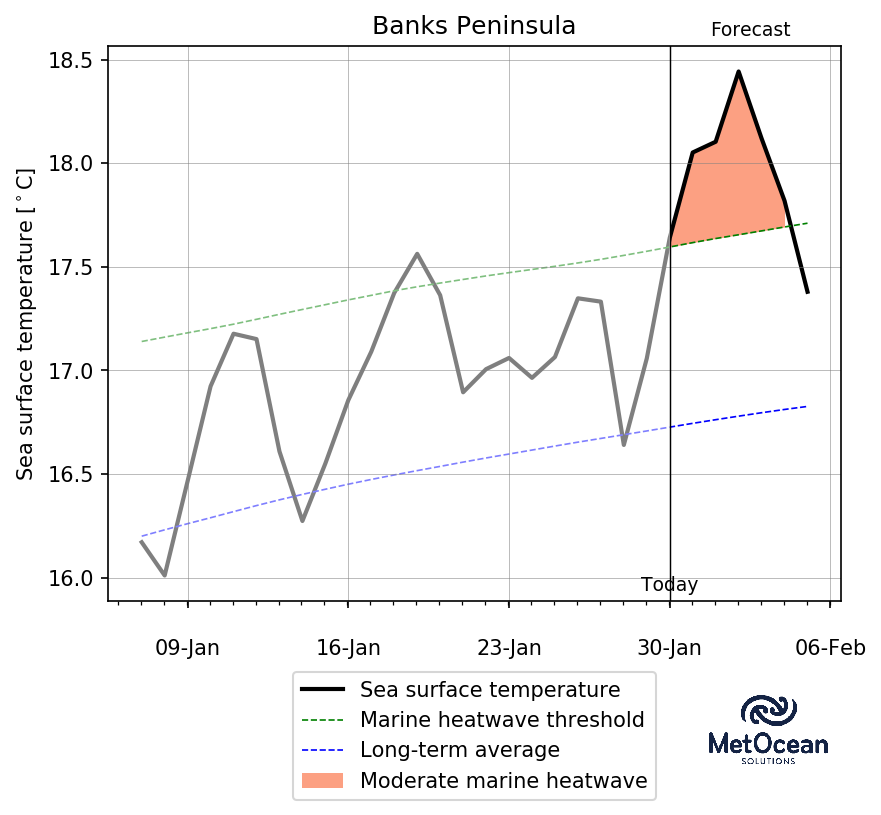 Banks Peninsula
Forecast
Sea surface temperature [°C]
18.5
18.0
17.5
17.0
16.5
16.0
Today
09-Jan
16-Jan
23-Jan
30-Jan
06-Feb
Sea surface temperature
Marine heatwave threshold
Long-term average
Moderate marine heatwave
MetOcean
SOLUTIONS